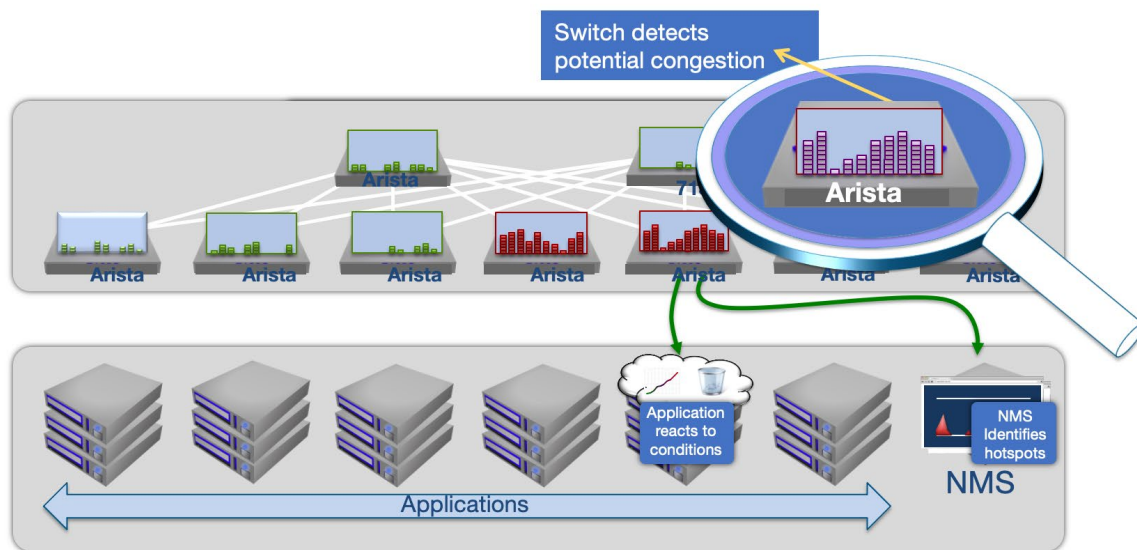 Switch detects
potential congestion
Arista
71
Arista
Arista
Arista
Arista
Arista
Arista
Arista
Arista
Application
reacts to
conditions
NMS
Identifies
hotspots
NMS
Applications